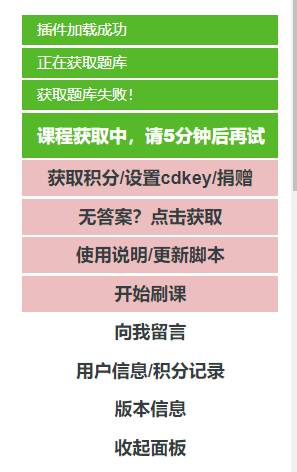 插件加载成功
正在获取题库
获取题库失败！
课程获取中，请5分钟后再试
获取积分/设置cdkey/捐赠
无答案？点击获取
使用说明/更新脚本
开始刷课
向我留言
用户信息/积分记录
版本信息
收起面板